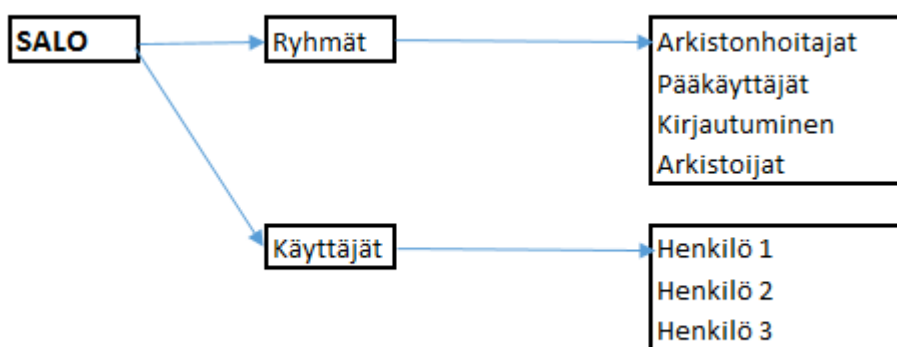 SALO
Ryhmät
Arkistonhoitajat
Pääkäyttäjät
Kirjautuminen
Arkistoijat
Käyttäjät
Henkilö 1
Henkilö 2
Henkilö 3